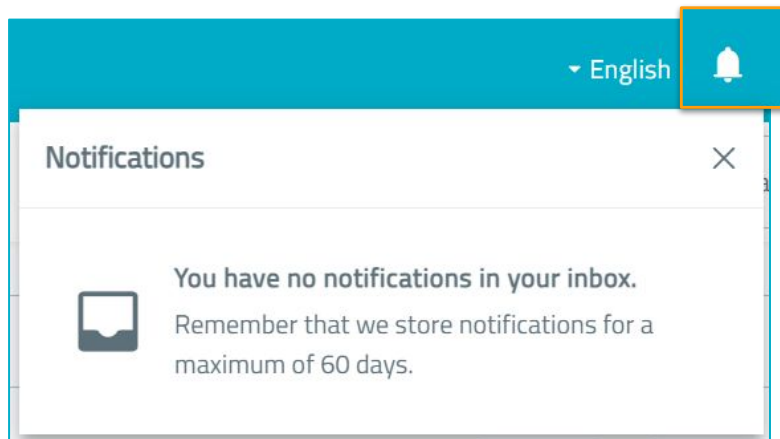 English
Notifications
You have no notifications in your inbox.
Remember that we store notifications for a
maximum of 60 days.